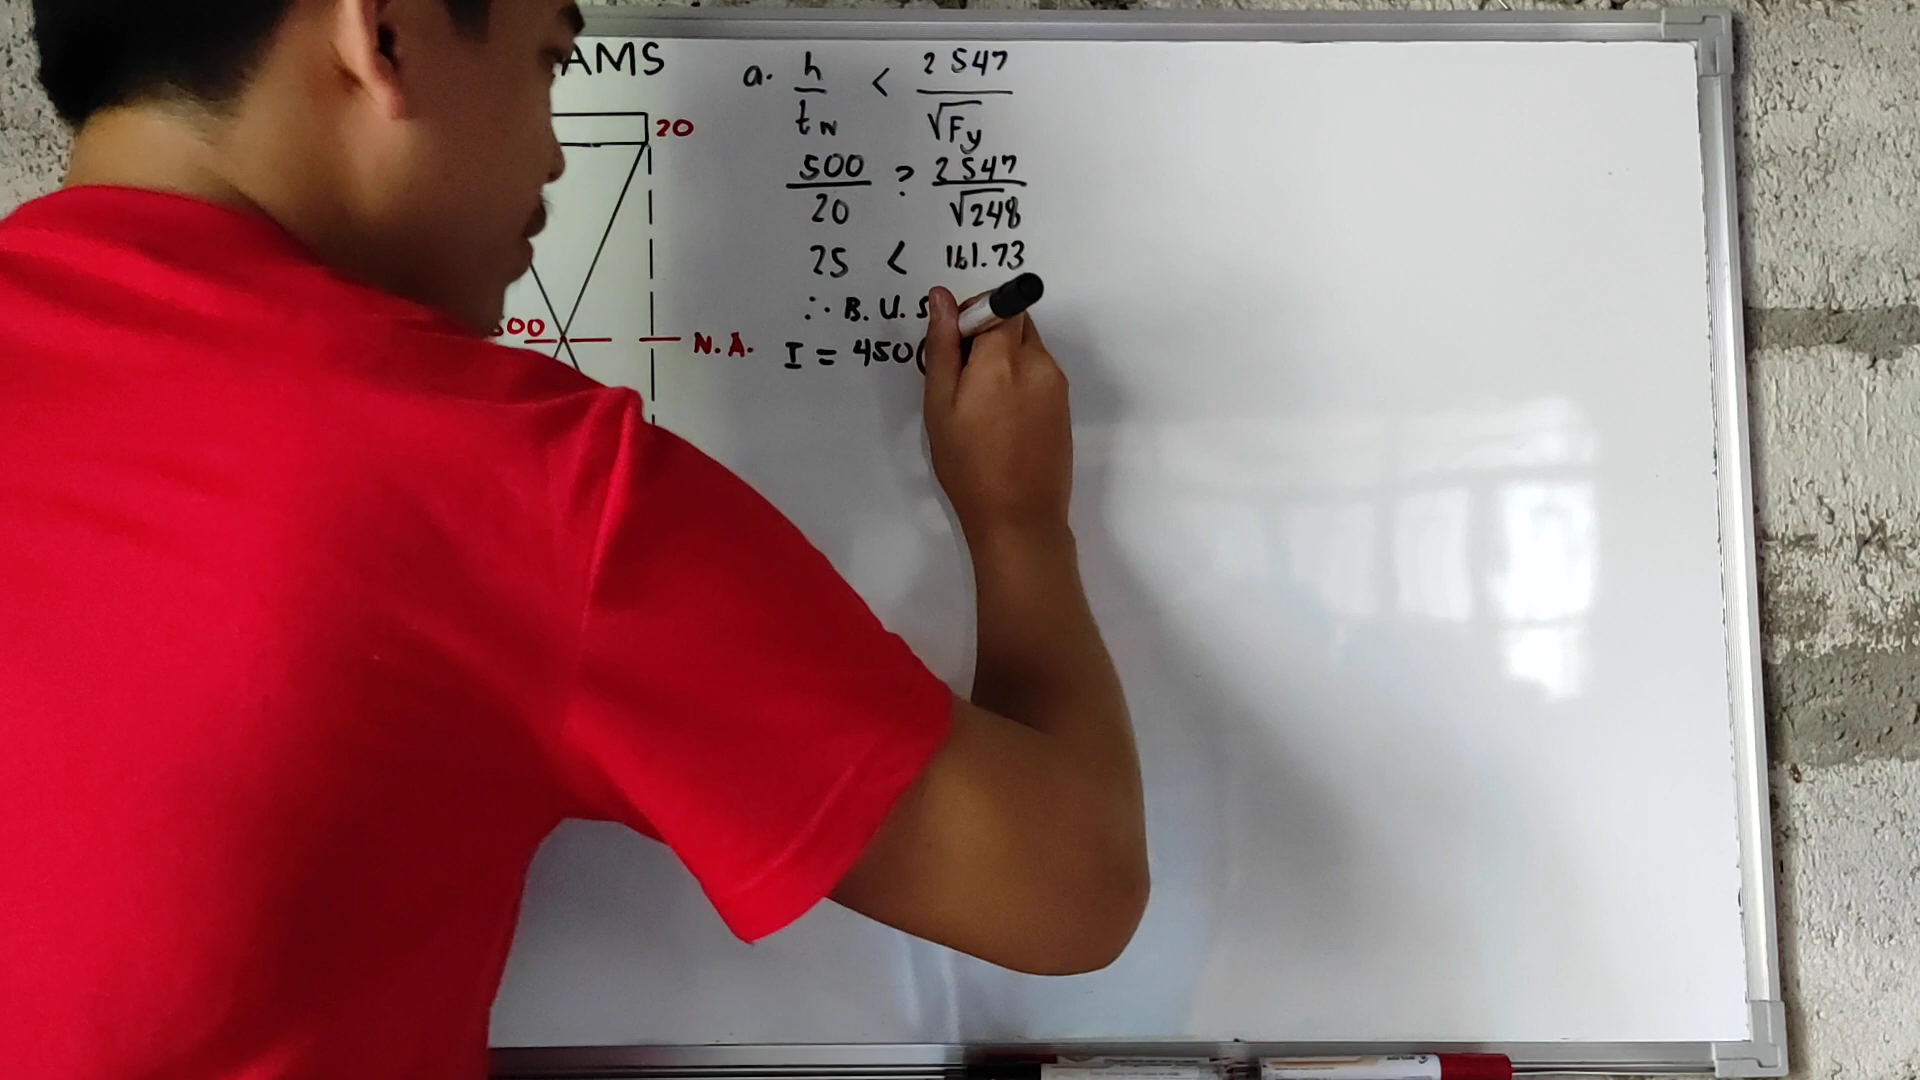 AMS
20
500
N.A.
a. h/tw < 2547/√Fy
500/20 ? 2547/√248
25 < 161.73
∴ B.U.S
I = 450(